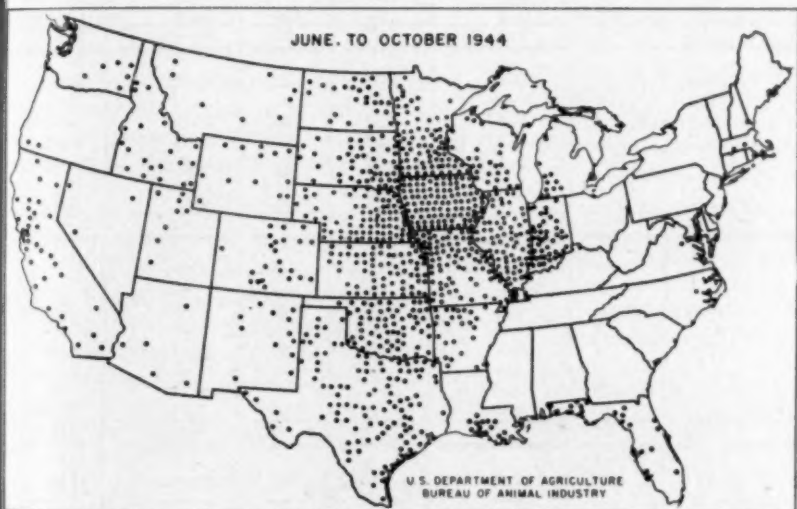 JUNE. TO OCTOBER 1944
U.S. DEPARTMENT OF AGRICULTURE
BUREAU OF ANIMAL INDUSTRY